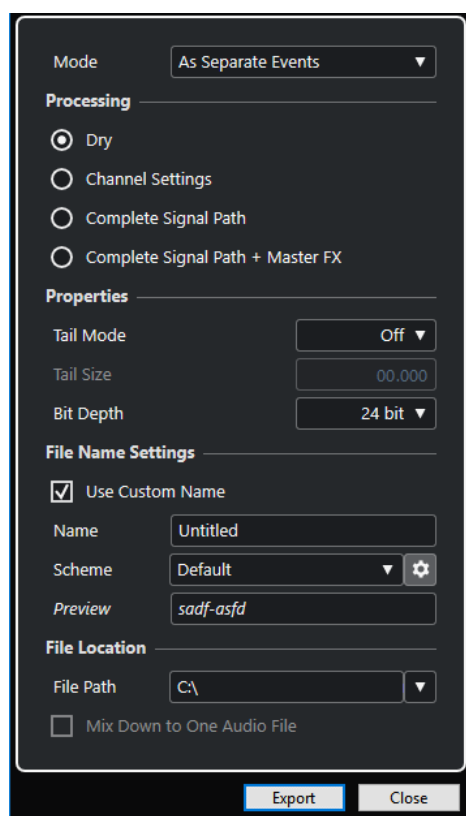 Mode As Separate Events
Processing
Dry
Channel Settings
Complete Signal Path
Complete Signal Path + Master FX
Properties
Tail Mode Off
Tail Size 00.000
Bit Depth 24 bit
File Name Settings
Use Custom Name
Name Untitled
Scheme Default
Preview sadf-asfd
File Location
File Path C:\
Mix Down to One Audio File
Export Close